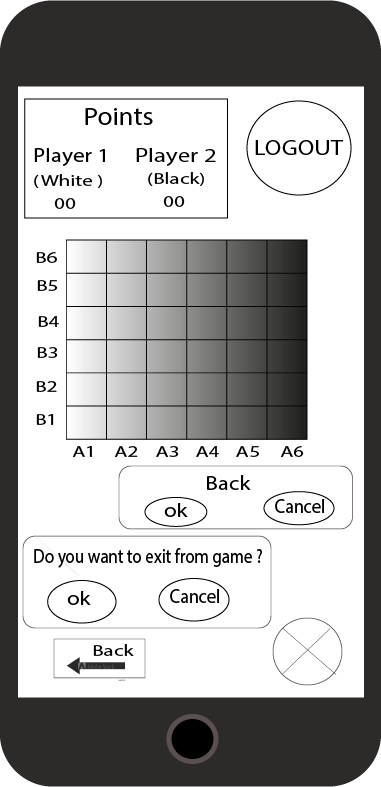 Points
LOGOUT
Player 1 Player 2
(White ) (Black)
00 00
B6
B5
B4
B3
B2
B1
A1 A2 A3 A4 A5 A6
Back
ok Cancel
Do you want to exit from game ?
ok Cancel
Back